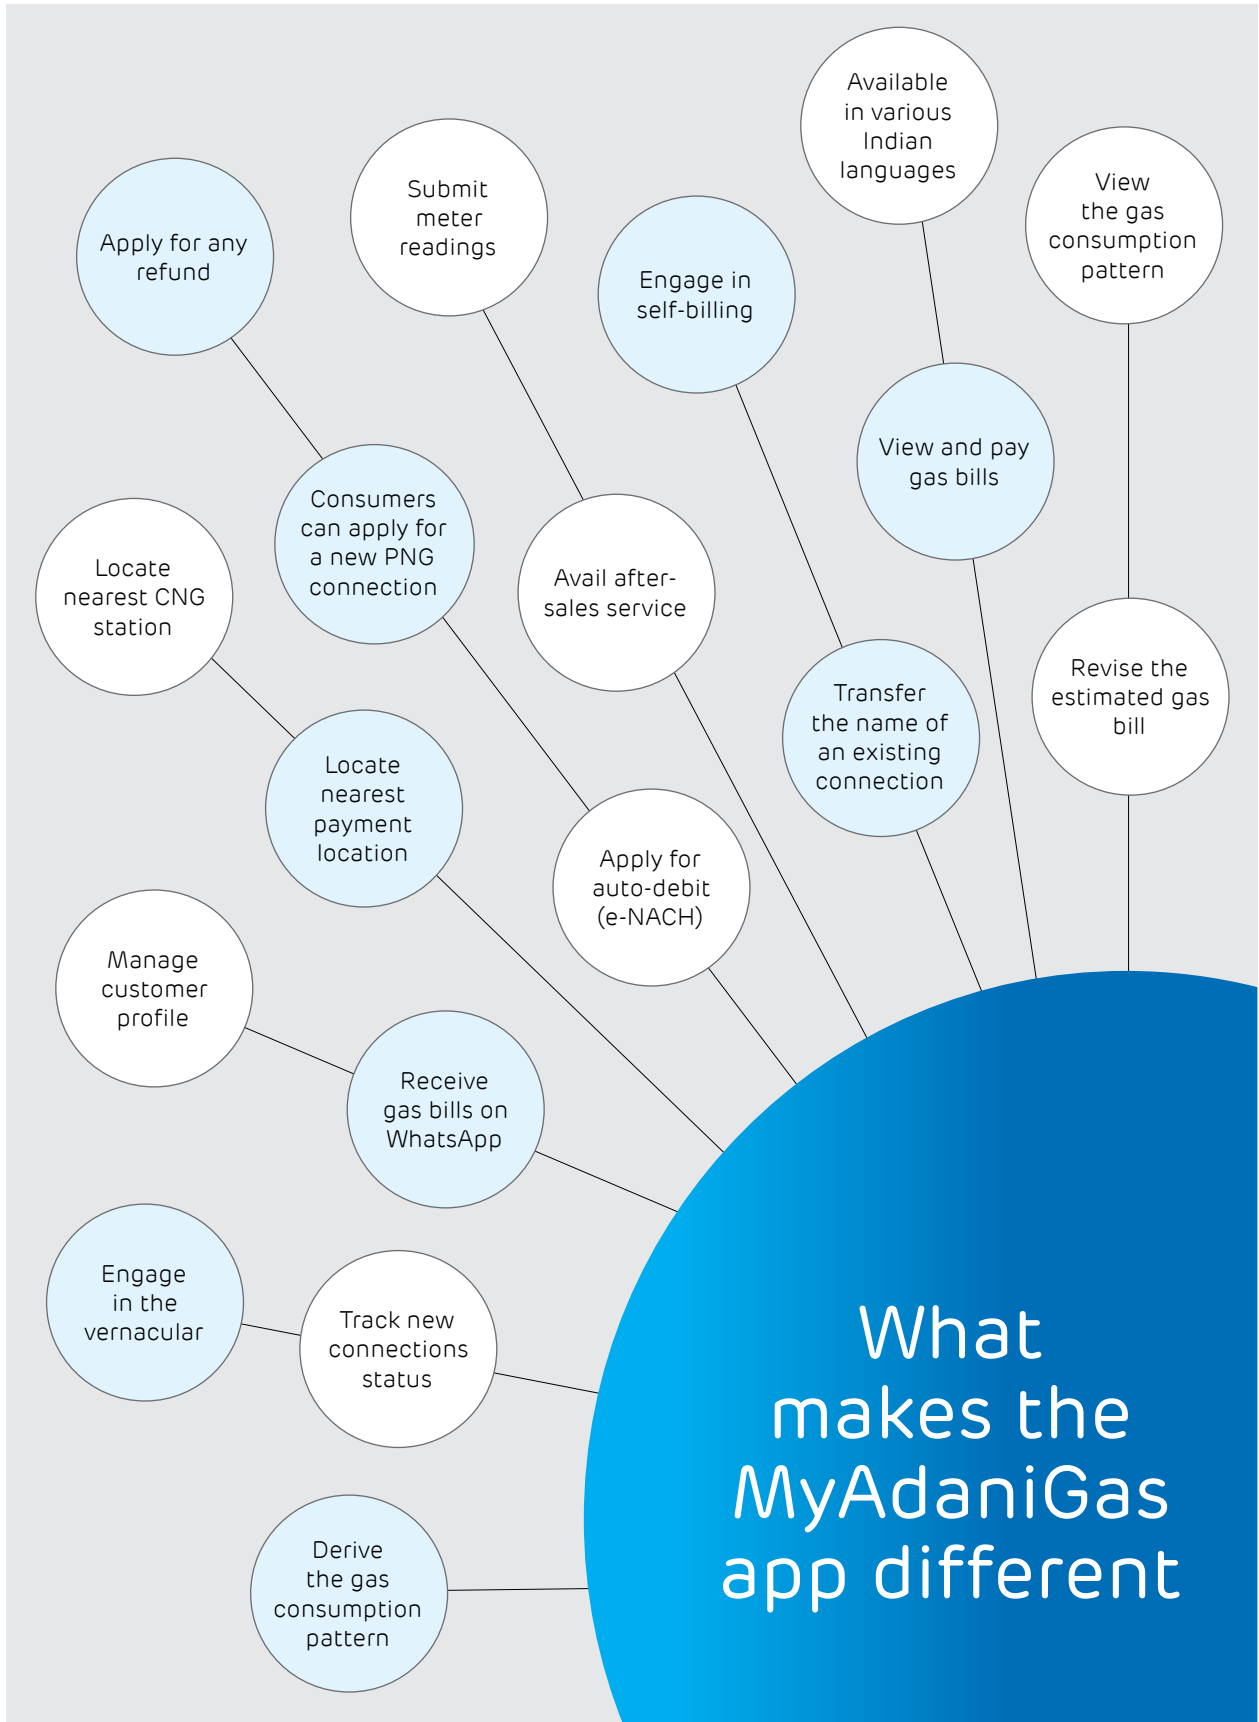 Available
in various
Indian
languages
View
the gas
consumption
pattern
Submit
meter
readings
Apply for any
refund
Engage in
self-billing
View and pay
gas bills
Consumers
can apply for
a new PNG
connection
Locate
nearest CNG
station
Avail after-
sales service
Revise the
estimated gas
bill
Transfer
the name of
an existing
connection
Locate
nearest
payment
location
Apply for
auto-debit
(e-NACH)
Manage
customer
profile
Receive
gas bills on
WhatsApp
Engage
in the
vernacular
Track new
connections
status
Derive
the gas
consumption
pattern
What
makes the
MyAdaniGas
app different